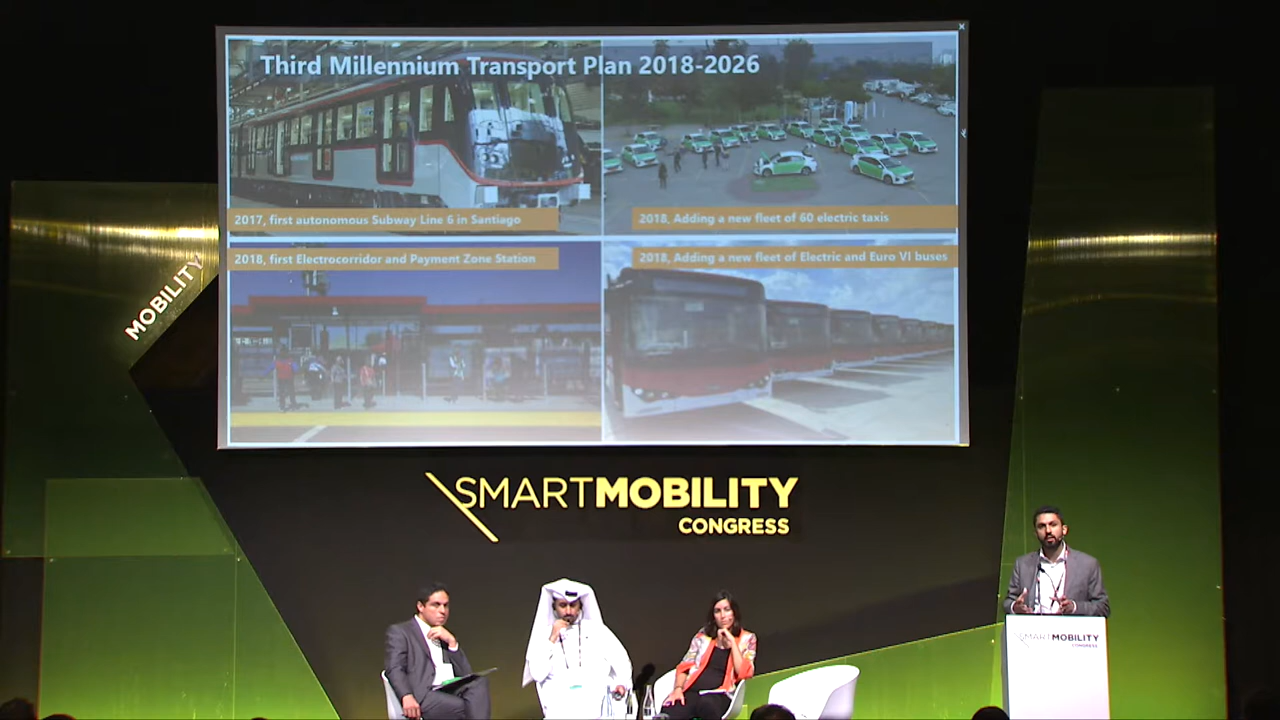 Third Millennium Transport Plan 2018-2026
2017, first autonomous Subway Line 6 in Santiago
2018, Adding a new fleet of 60 electric taxis
2018, first Electrocorridor and Payment Zone Station
2018, Adding a new fleet of Electric and Euro VI buses
MOBILITY
SMARTMOBILITY
CONGRESS
SMARTMOBILITY
CONGRESS